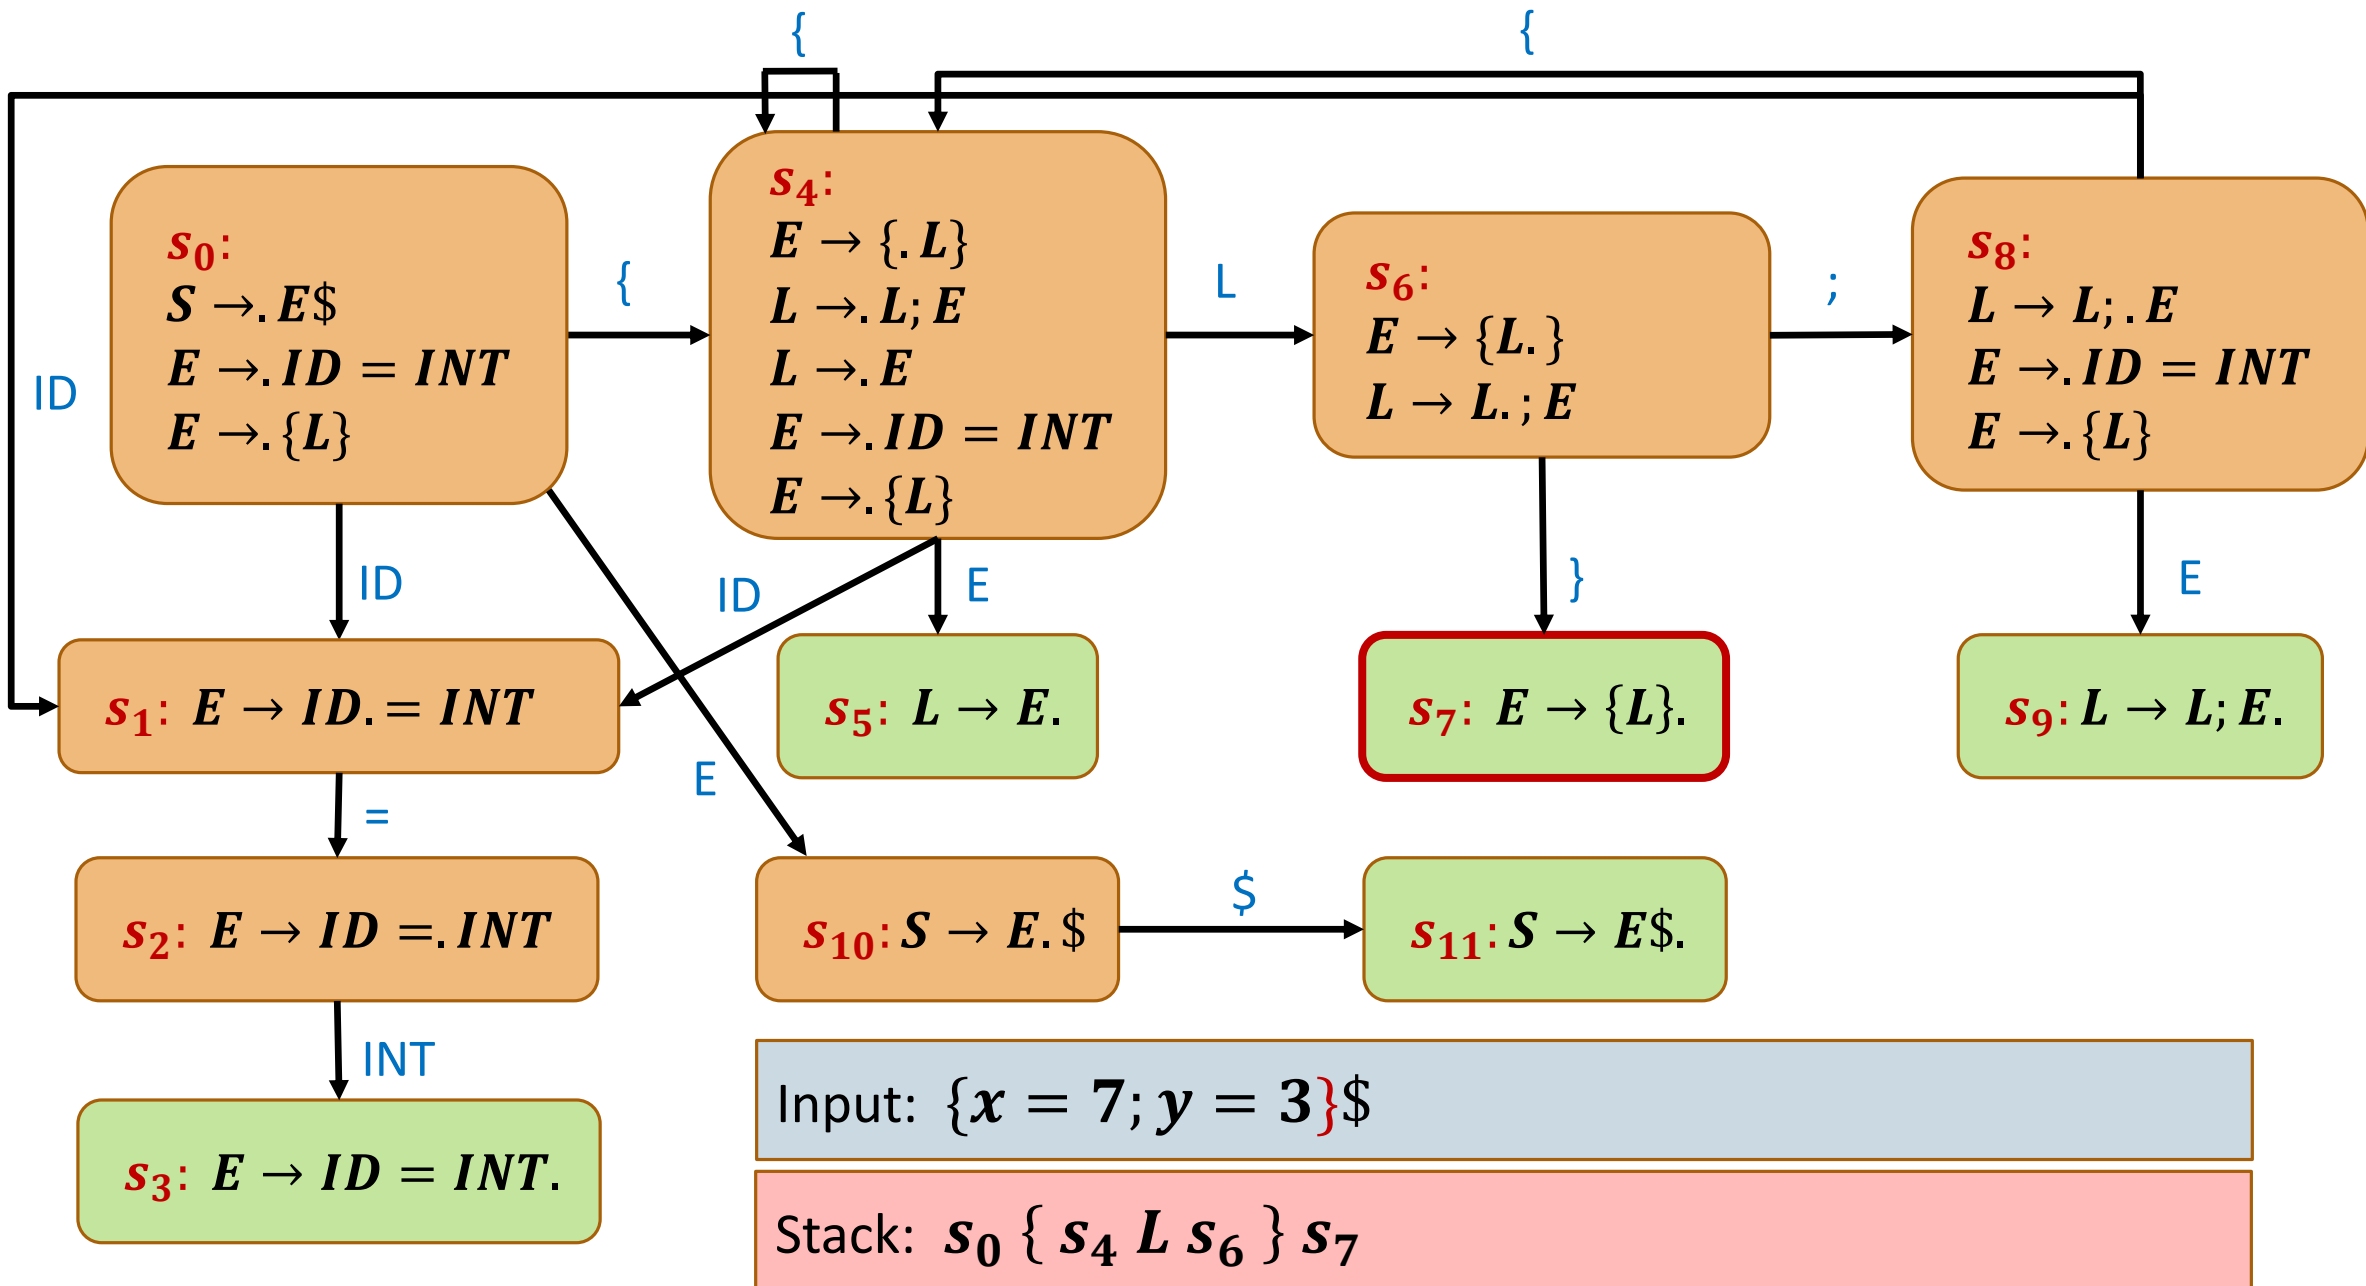 {
{
s₀:
S →. E$
E →. ID = INT
E →. {L}
{
s₄:
E → {. L}
L →. L; E
L →. E
E →. ID = INT
E →. {L}
L
s₆:
E → {L. }
L → L. ; E
;
s₈:
L → L; . E
E →. ID = INT
E →. {L}
ID
ID
ID
E
}
E
s₁: E → ID. = INT
s₅: L → E.
s₇: E → {L}.
s₉: L → L; E.
E
=
s₂: E → ID =. INT
s₁₀: S → E. $
$
s₁₁: S → E$.
INT
s₃: E → ID = INT.
Input: {x = 7; y = 3}$
Stack: s₀ { s₄ L s₆ } s₇